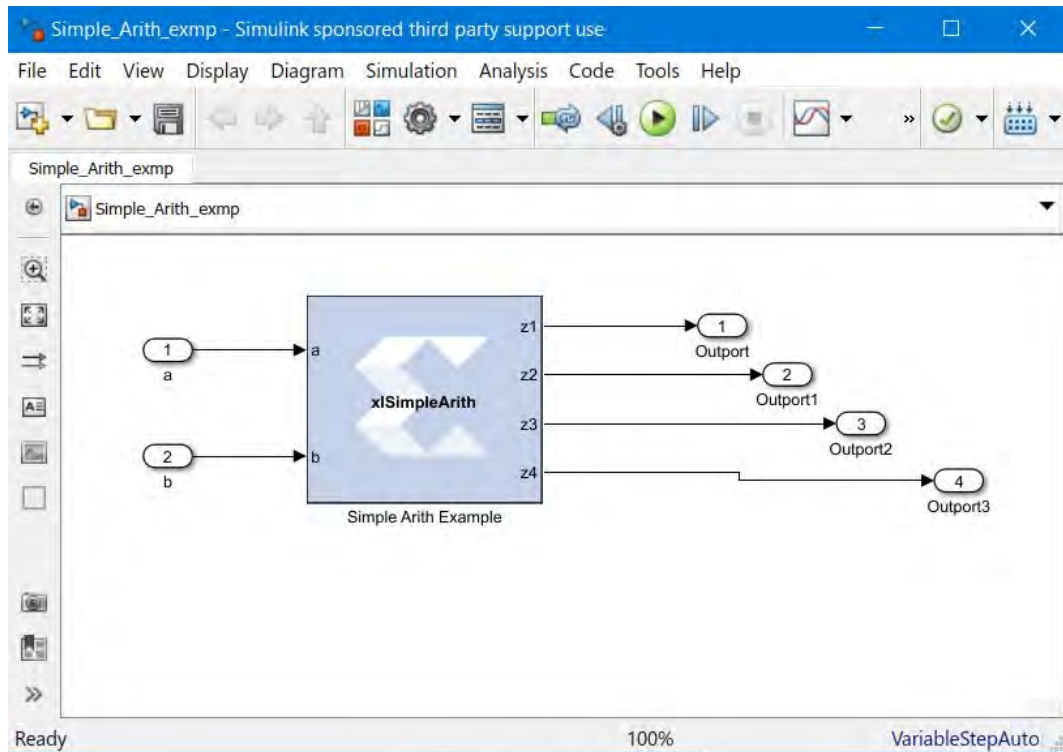 Simple_Arith_exmp - Simulink sponsored third party support use
File Edit View Display Diagram Simulation Analysis Code Tools Help
»
Simple_Arith_exmp
Simple_Arith_exmp
1
a
2
b
a
b
xlSimpleArith
z1
z2
z3
z4
Simple Arith Example
1
Outport
2
Outport1
3
Outport2
4
Outport3
Ready 100% VariableStepAuto